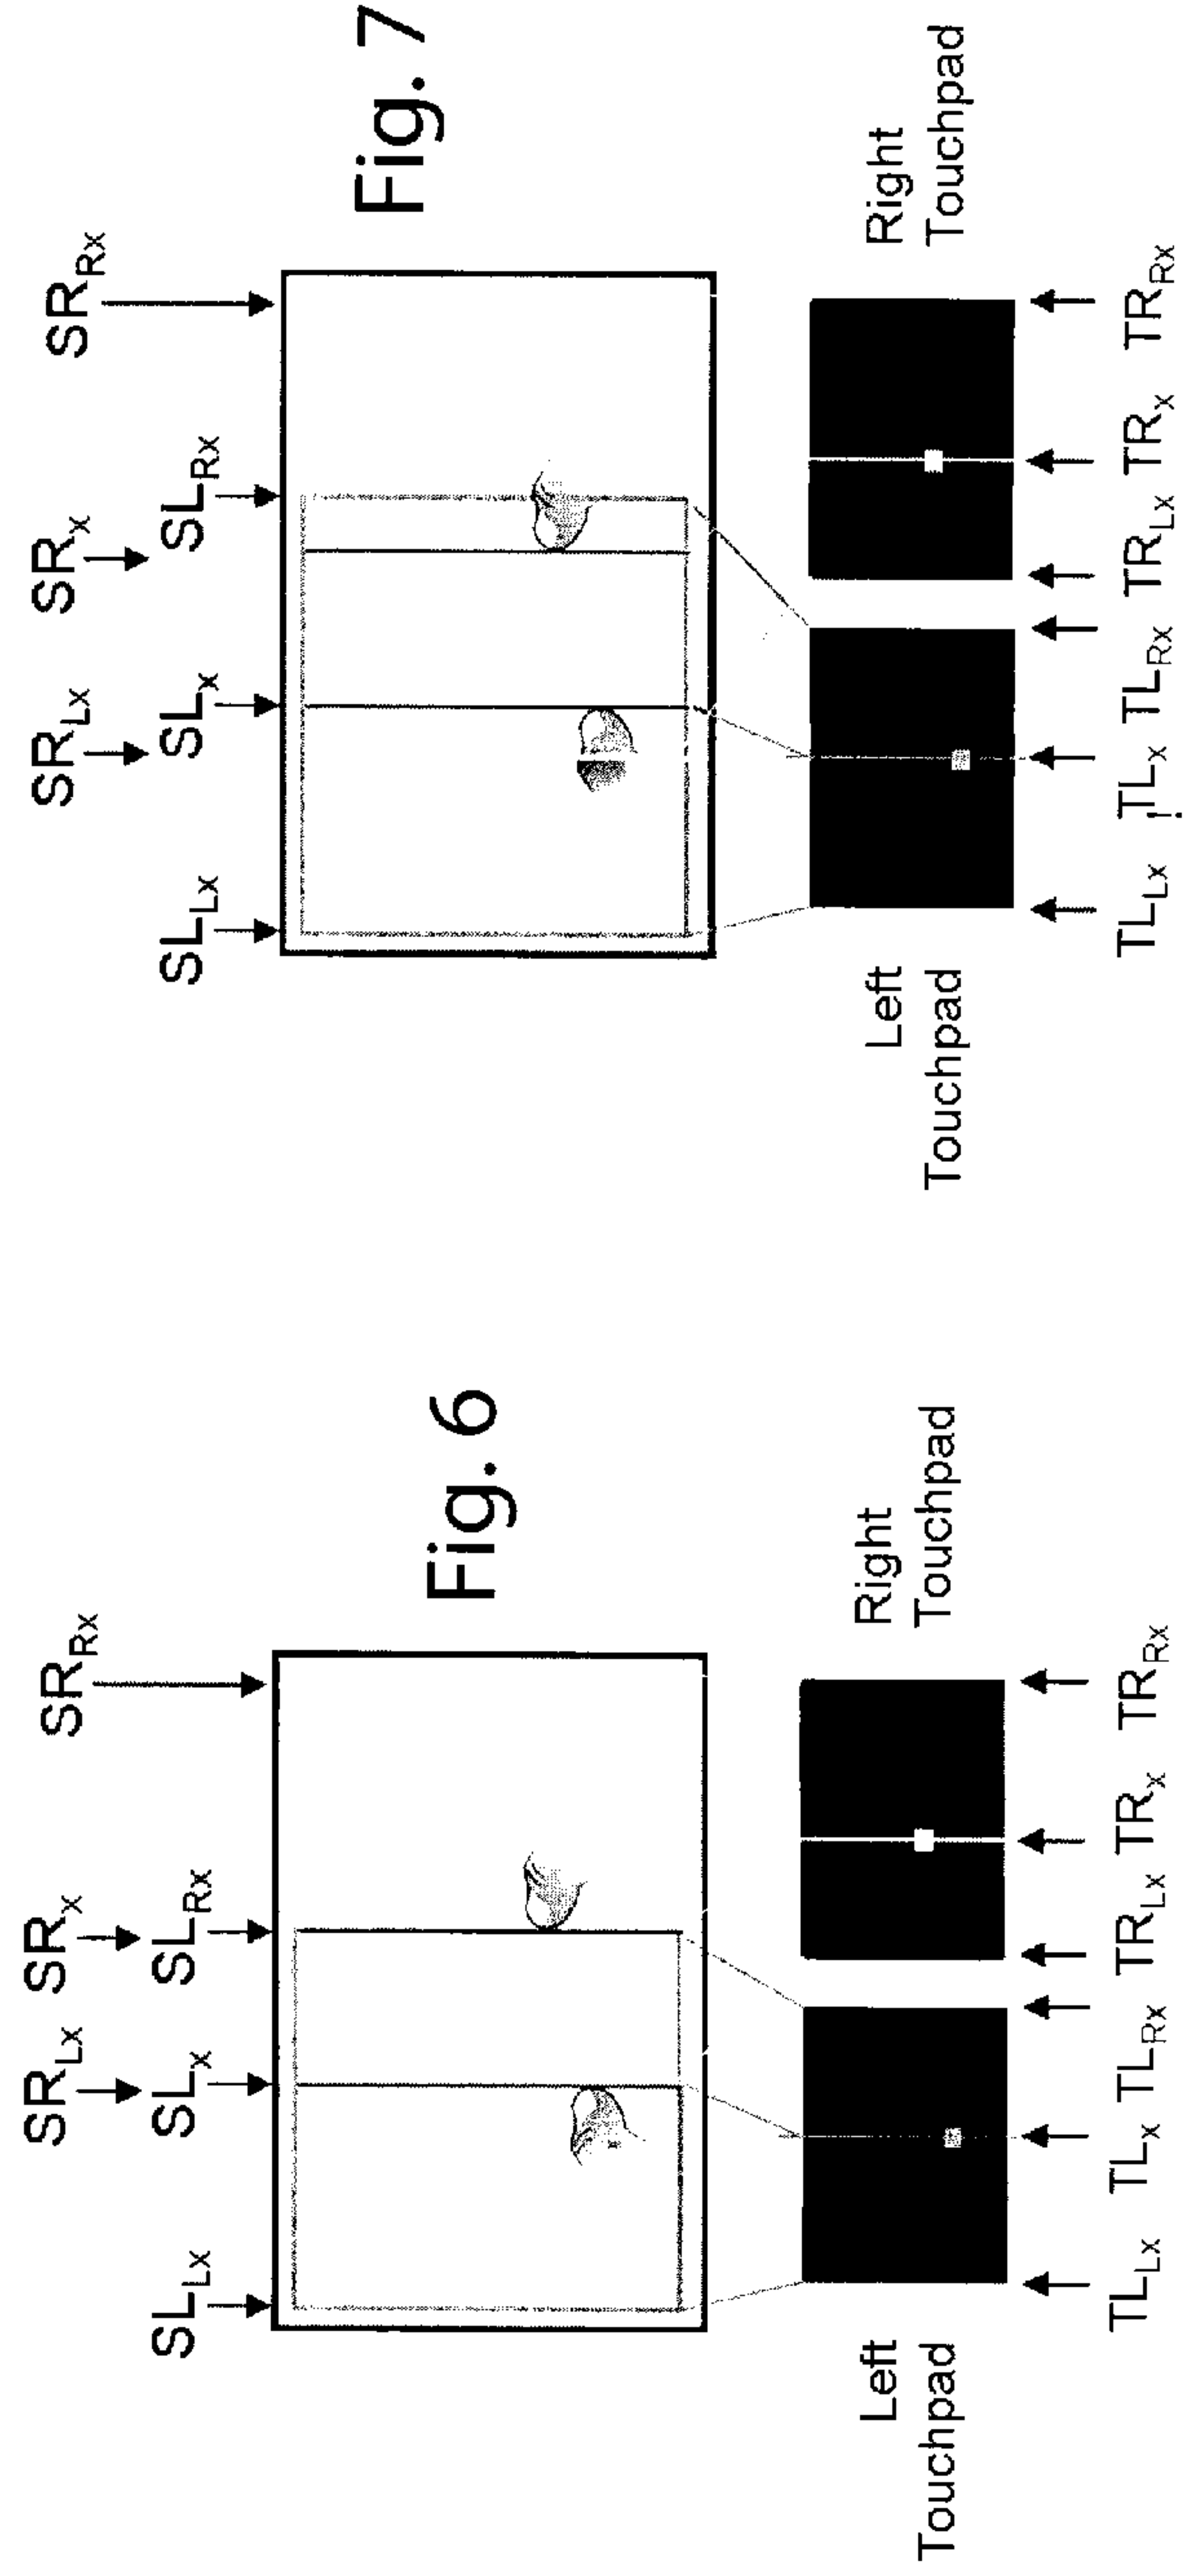 Fig. 6
SR_Lx SR_x SR_Rx
SL_Lx SL_x SL_Rx
Left
Touchpad
Right
Touchpad
TL_Lx TL_x TL_Rx TR_Lx TR_x TR_Rx
Fig. 7
SR_Lx SR_x SR_Rx
SL_Lx SL_x SL_Rx
Left
Touchpad
Right
Touchpad
TL_Lx TL_x TL_Rx TR_Lx TR_x TR_Rx